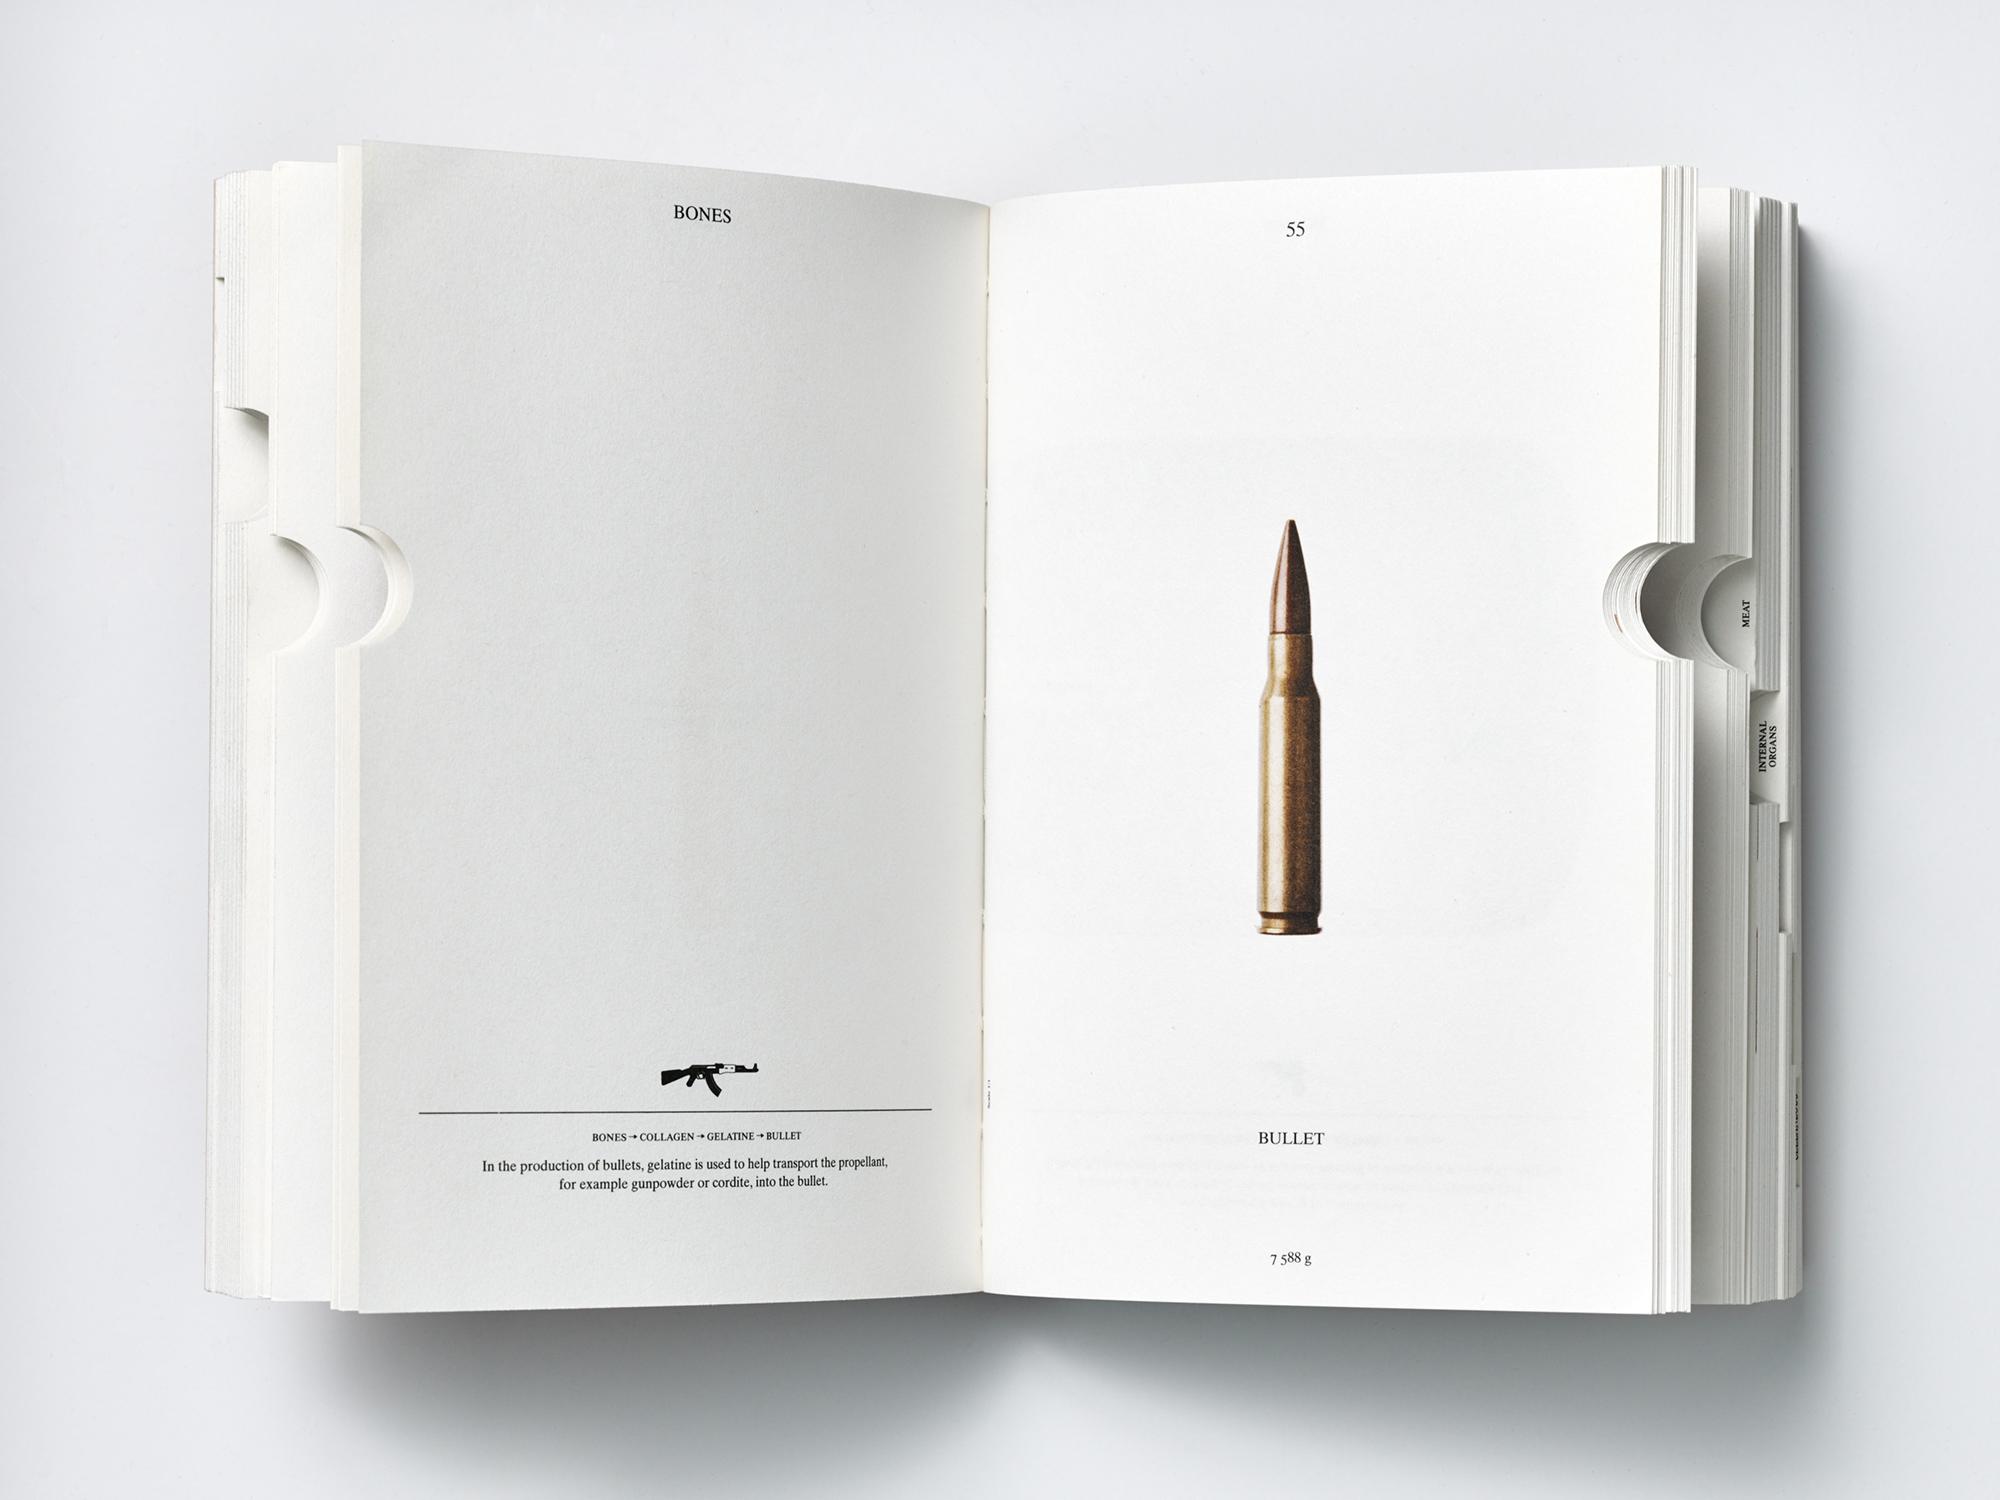 BONES
BONES → COLLAGEN → GELATINE → BULLET
In the production of bullets, gelatine is used to help transport the propellant,
for example gunpowder or cordite, into the bullet.
55
BULLET
7 588 g
MEAT
INTERNAL
ORGANS